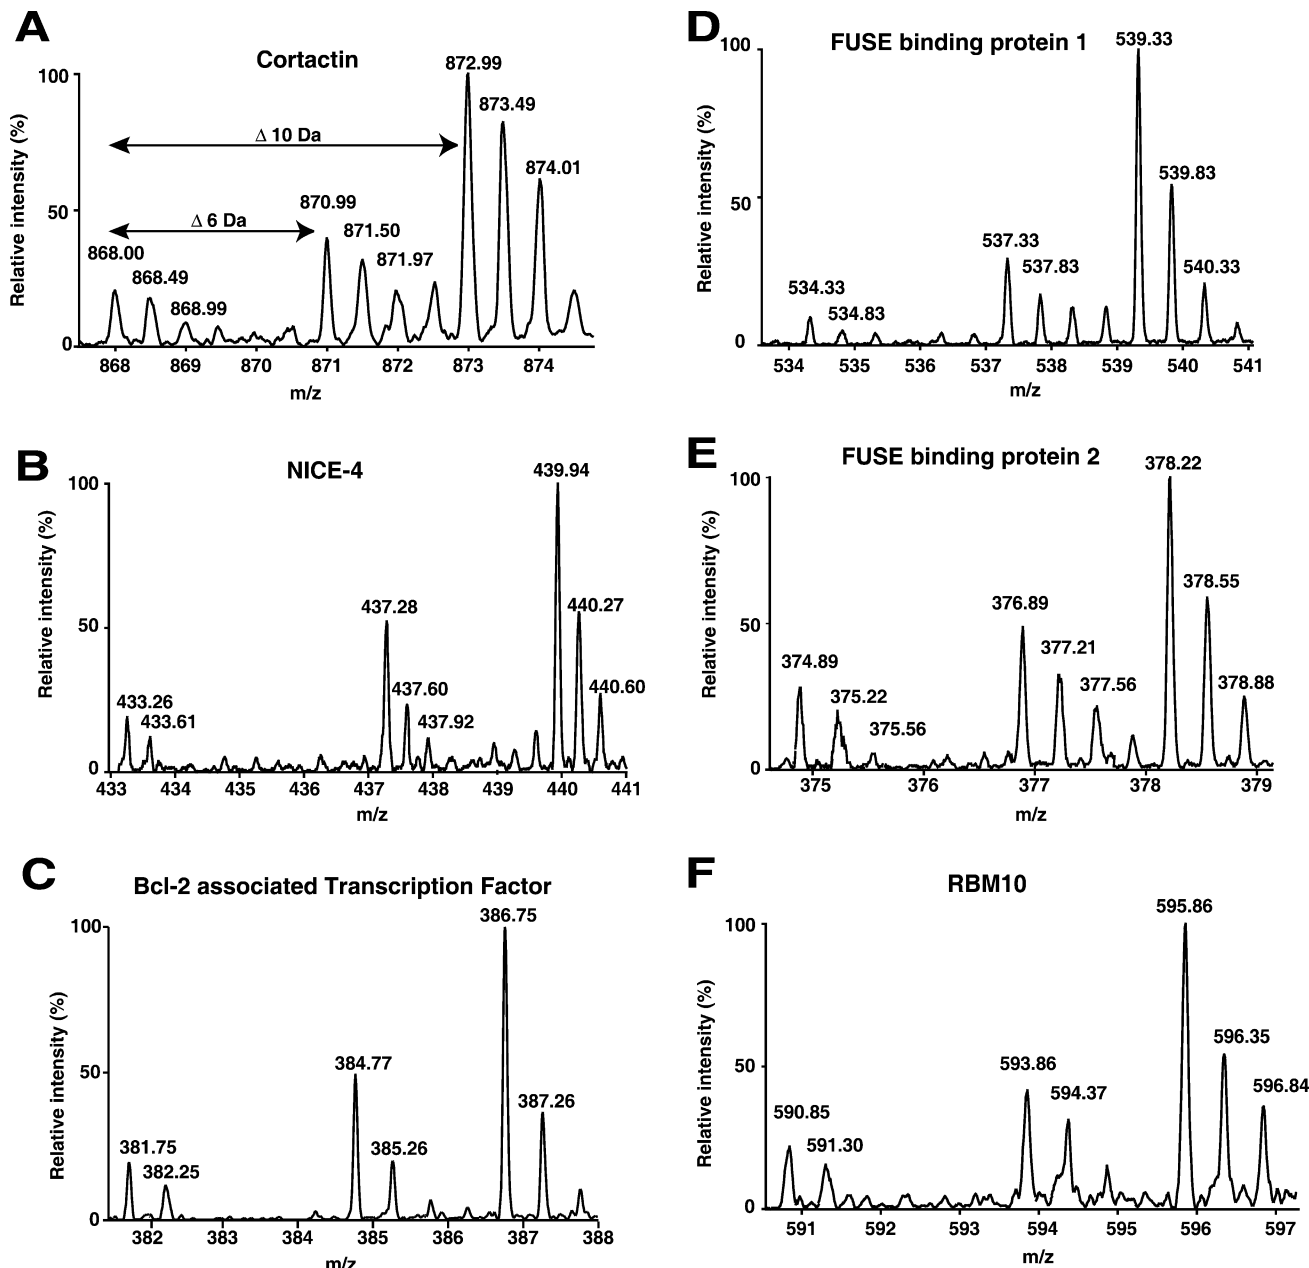 A
Cortactin
Relative intensity (%)
100
50
0
Δ 10 Da
Δ 6 Da
868.00
868.49
868.99
870.99
871.50
871.97
872.99
873.49
874.01
868 869 870 871 872 873 874
m/z
B
NICE-4
Relative intensity (%)
100
50
0
433.26
433.61
437.28
437.60
437.92
439.94
440.27
440.60
433 434 435 436 437 438 439 440 441
m/z
C
Bcl-2 associated Transcription Factor
Relative intensity (%)
100
50
0
381.75
382.25
384.77
385.26
386.75
387.26
382 383 384 385 386 387 388
m/z
D
FUSE binding protein 1
Relative intensity (%)
100
50
0
534.33
534.83
537.33
537.83
539.33
539.83
540.33
534 535 536 537 538 539 540 541
m/z
E
FUSE binding protein 2
Relative intensity (%)
100
50
0
374.89
375.22
375.56
376.89
377.21
377.56
378.22
378.55
378.88
375 376 377 378 379
m/z
F
RBM10
Relative intensity (%)
100
50
0
590.85
591.30
593.86
594.37
595.86
596.35
596.84
591 592 593 594 595 596 597
m/z